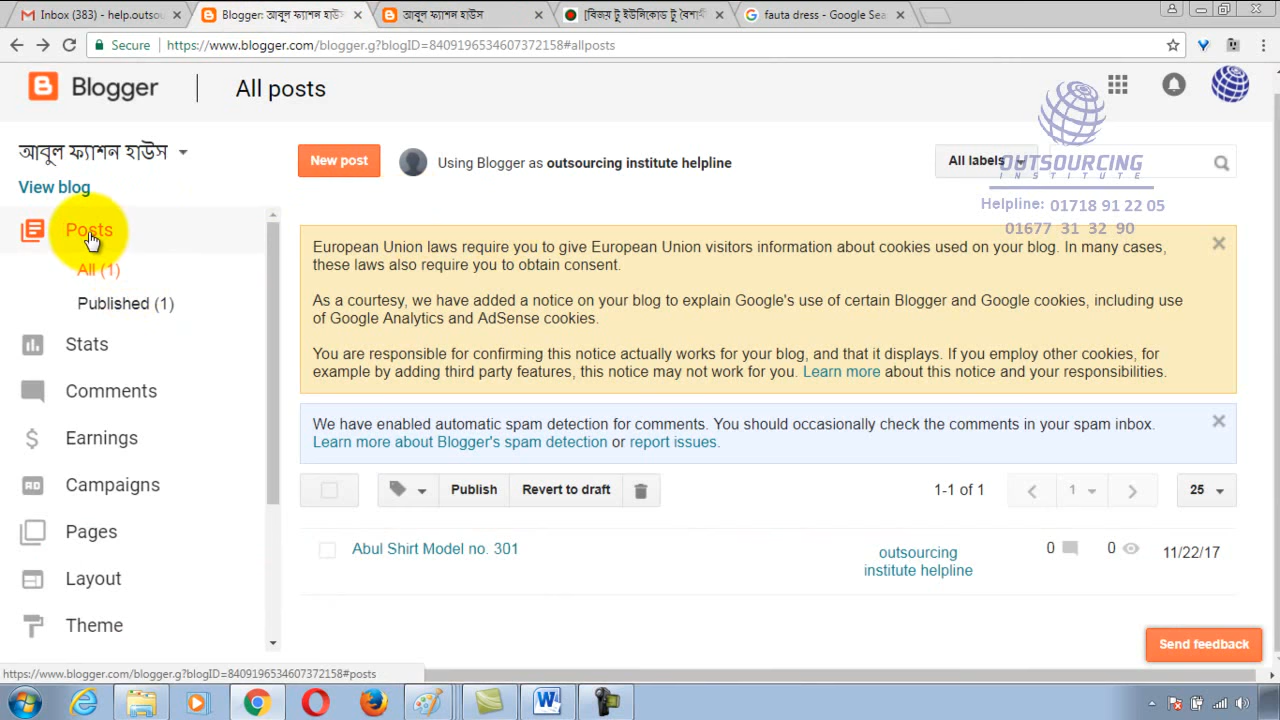 Inbox (383) - help.outsou
Blogger: আবুল ফ্যাশন হাউস
আবুল ফ্যাশন হাউস
[বিজয় টু ইউনিকোড টু বৈশাখী
fauta dress - Google Sea
Secure
https://www.blogger.com/blogger.g?blogID=8409196534607372158#allposts
Blogger
All posts
আবুল ফ্যাশন হাউস
New post
Using Blogger as outsourcing institute helpline
All labels
OUTSOURCING
INSTITUTE
View blog
Helpline: 01718 91 22 05
01677 31 32 90
Posts
All (1)
Published (1)
Stats
Comments
Earnings
Campaigns
Pages
Layout
Theme
European Union laws require you to give European Union visitors information about cookies used on your blog. In many cases,
these laws also require you to obtain consent.
As a courtesy, we have added a notice on your blog to explain Google's use of certain Blogger and Google cookies, including use
of Google Analytics and AdSense cookies.
You are responsible for confirming this notice actually works for your blog, and that it displays. If you employ other cookies, for
example by adding third party features, this notice may not work for you. Learn more about this notice and your responsibilities.
We have enabled automatic spam detection for comments. You should occasionally check the comments in your spam inbox.
Learn more about Blogger's spam detection or report issues.
Publish
Revert to draft
1-1 of 1
1
25
Abul Shirt Model no. 301
outsourcing
institute helpline
0
0
11/22/17
Send feedback
https://www.blogger.com/blogger.g?blogID=8409196534607372158#posts